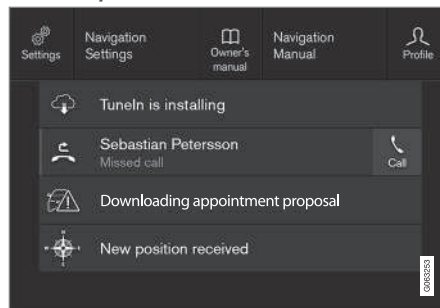 Settings
Navigation
Settings
Owner's
manual
Navigation
Manual
Profile
TuneIn is installing
Sebastian Petersson
Missed call
Call
Downloading appointment proposal
New position received
G063253